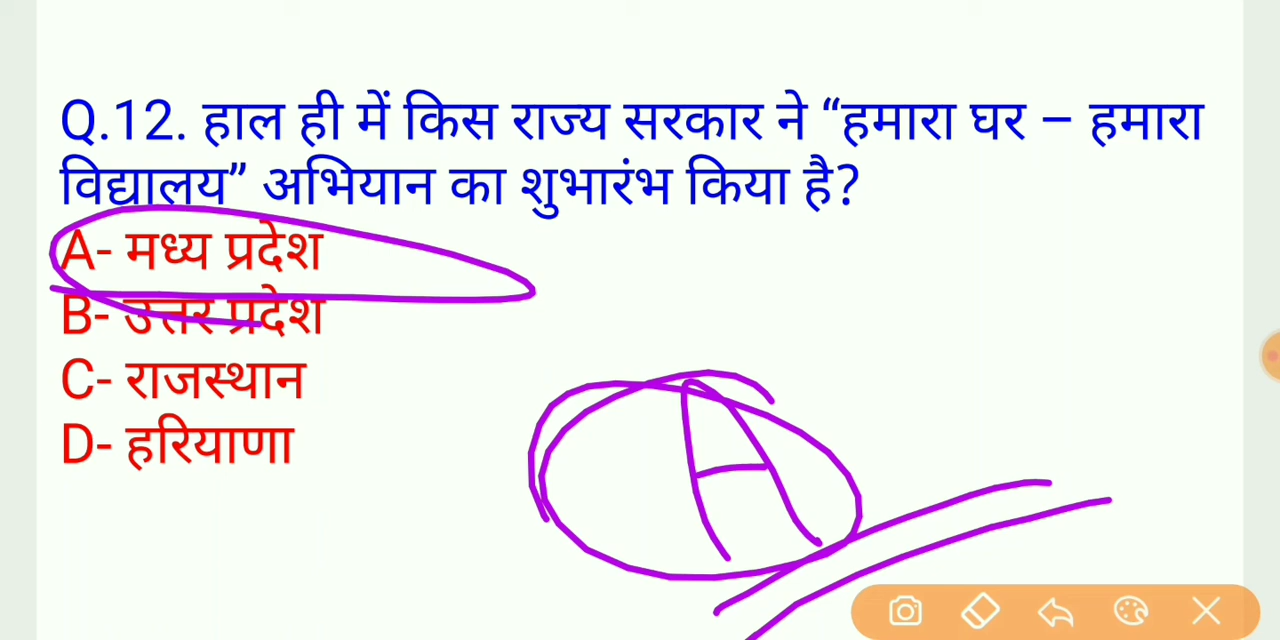 Q.12. हाल ही में किस राज्य सरकार ने “हमारा घर – हमारा
विद्यालय” अभियान का शुभारंभ किया है?
A- मध्य प्रदेश
B- उत्तर प्रदेश
C- राजस्थान
D- हरियाणा
A